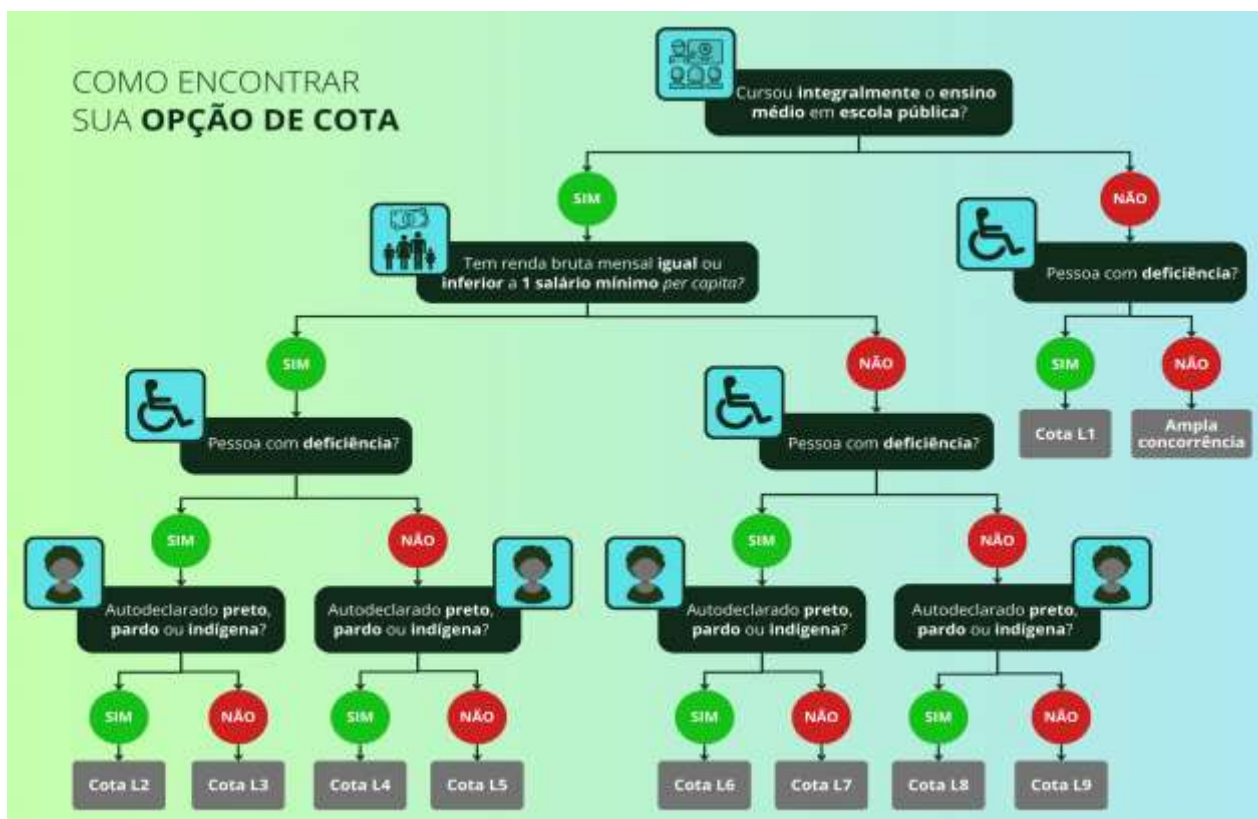 COMO ENCONTRAR
SUA OPÇÃO DE COTA
Cursou integralmente o ensino
médio em escola pública?
SIM
NÃO
Tem renda bruta mensal igual ou
inferior a 1 salário mínimo per capita?
Pessoa com deficiência?
SIM
NÃO
SIM
NÃO
Cota L1
Ampla
concorrência
Pessoa com deficiência?
Pessoa com deficiência?
SIM
NÃO
SIM
NÃO
Autodeclarado preto,
pardo ou indígena?
Autodeclarado preto,
pardo ou indígena?
Autodeclarado preto,
pardo ou indígena?
Autodeclarado preto,
pardo ou indígena?
SIM
NÃO
SIM
NÃO
SIM
NÃO
SIM
NÃO
Cota L2
Cota L3
Cota L4
Cota L5
Cota L6
Cota L7
Cota L8
Cota L9